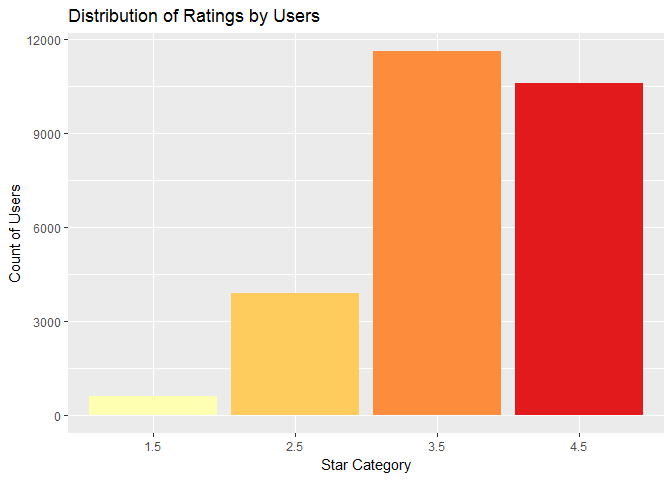 Distribution of Ratings by Users
12000
9000
6000
3000
0
Count of Users
1.5 2.5 3.5 4.5
Star Category